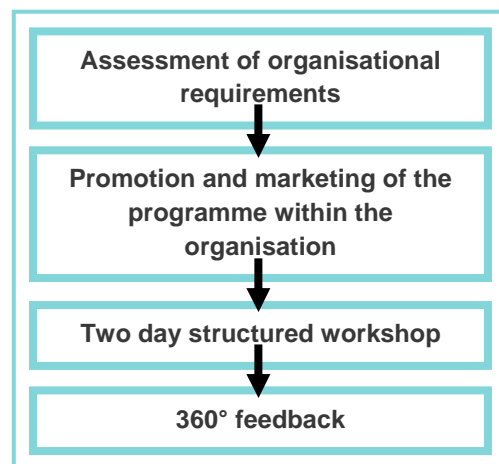 Assessment of organisational
requirements
Promotion and marketing of the
programme within the
organisation
Two day structured workshop
360° feedback